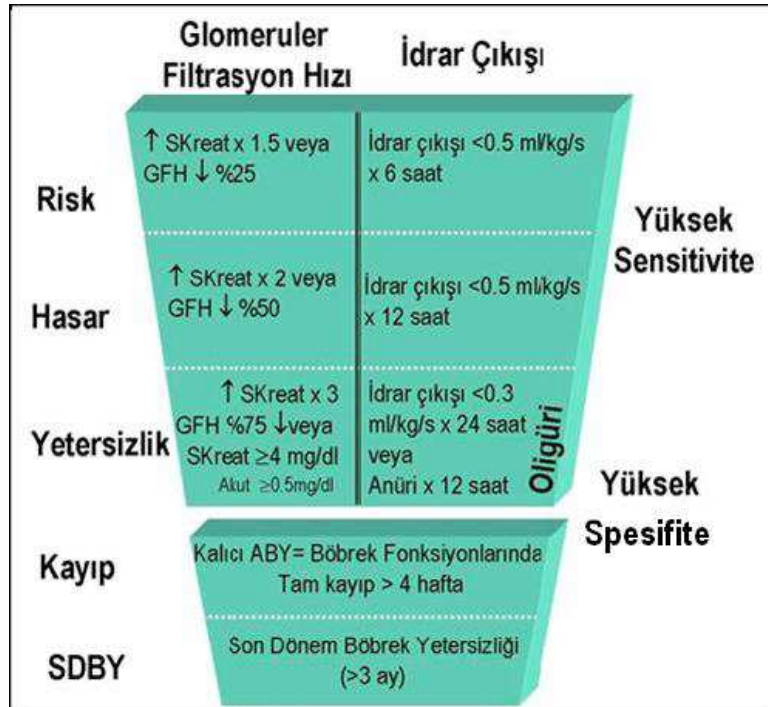 Glomeruler
Filtrasyon Hızı
İdrar Çıkışı
Risk
↑ SKreat x 1.5 veya
GFH ↓ %25
İdrar çıkışı <0.5 ml/kg/s
x 6 saat
Yüksek
Sensitivite
Hasar
↑ SKreat x 2 veya
GFH ↓ %50
İdrar çıkışı <0.5 ml/kg/s
x 12 saat
Yetersizlik
↑ SKreat x 3
GFH %75 ↓veya
SKreat ≥4 mg/dl
Akut ≥0.5mg/dl
İdrar çıkışı <0.3
ml/kg/s x 24 saat
veya
Anüri x 12 saat
Oligüri
Yüksek
Spesifite
Kayıp
Kalıcı ABY= Böbrek Fonksiyonlarında
Tam kayıp > 4 hafta
SDBY
Son Dönem Böbrek Yetersizliği
(>3 ay)